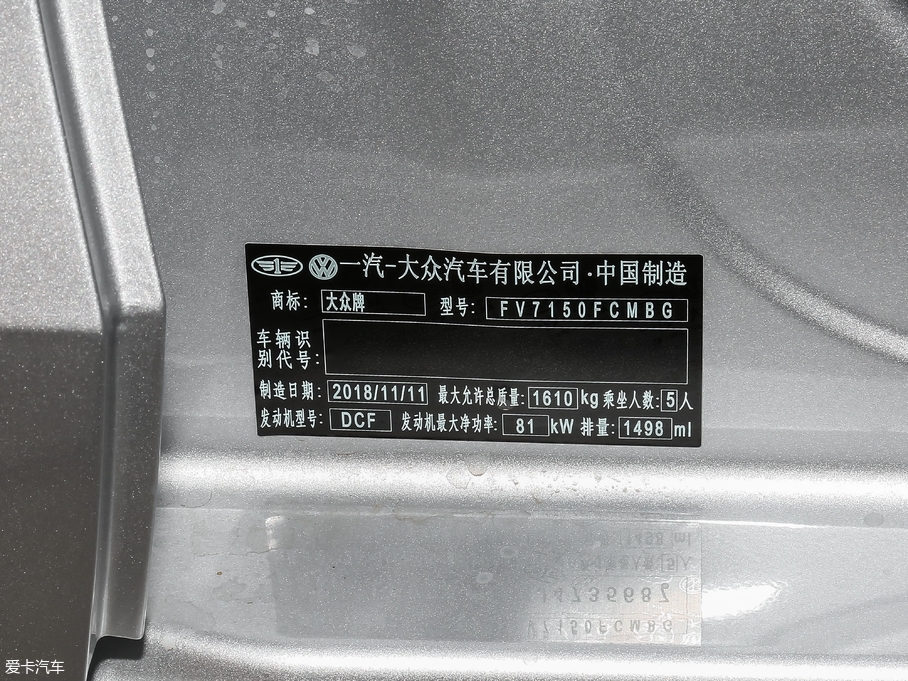 一汽-大众汽车有限公司·中国制造
商标: 大众牌 型号: FV7150FCMBG
车辆识
别代号:
制造日期: 2018/11/11 最大允许总质量: 1610 kg 乘坐人数: 5 人
发动机型号: DCF 发动机最大净功率: 81 kW 排量: 1498 ml
爱卡汽车